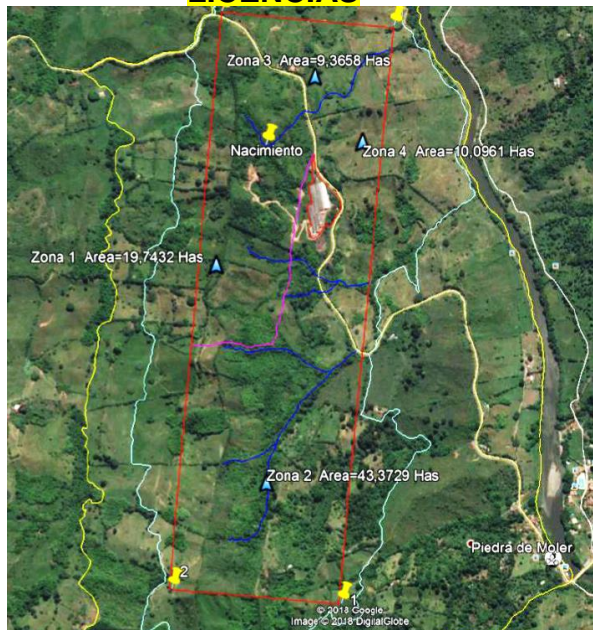 LICENCIAS
Zona 3 Area=9,3658 Has
Nacimiento
Zona 4 Area=10,0961 Has
Zona 1 Area=19,7432 Has
Zona 2 Area=43,3729 Has
Piedra de Moler
2
1
© 2018 Google
Image © 2018 DigitalGlobe